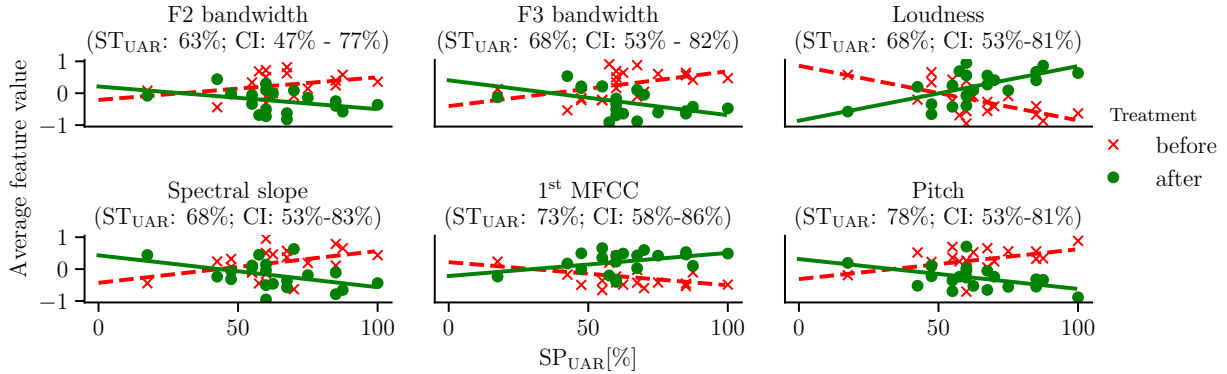 F2 bandwidth
(ST_UAR: 63%; CI: 47% - 77%)
F3 bandwidth
(ST_UAR: 68%; CI: 53% - 82%)
Loudness
(ST_UAR: 68%; CI: 53%-81%)
1
0
−1
Average feature value
Treatment
before
after
Spectral slope
(ST_UAR: 68%; CI: 53%-83%)
1st MFCC
(ST_UAR: 73%; CI: 58%-86%)
Pitch
(ST_UAR: 78%; CI: 53%-81%)
1
0
−1
0 50 100
0 50 100
0 50 100
SP_UAR[%]